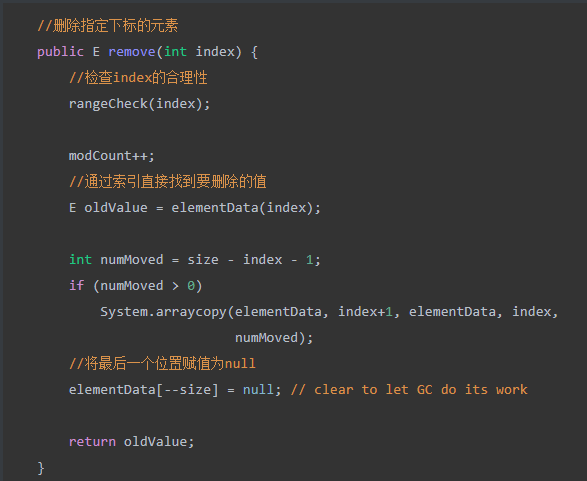 //删除指定下标的元素
public E remove(int index) {
//检查index的合理性
rangeCheck(index);
modCount++;
//通过索引直接找到要删除的值
E oldValue = elementData(index);
int numMoved = size - index - 1;
if (numMoved > 0)
System.arraycopy(elementData, index+1, elementData, index,
numMoved);
//将最后一个位置赋值为null
elementData[--size] = null; // clear to let GC do its work
return oldValue;
}